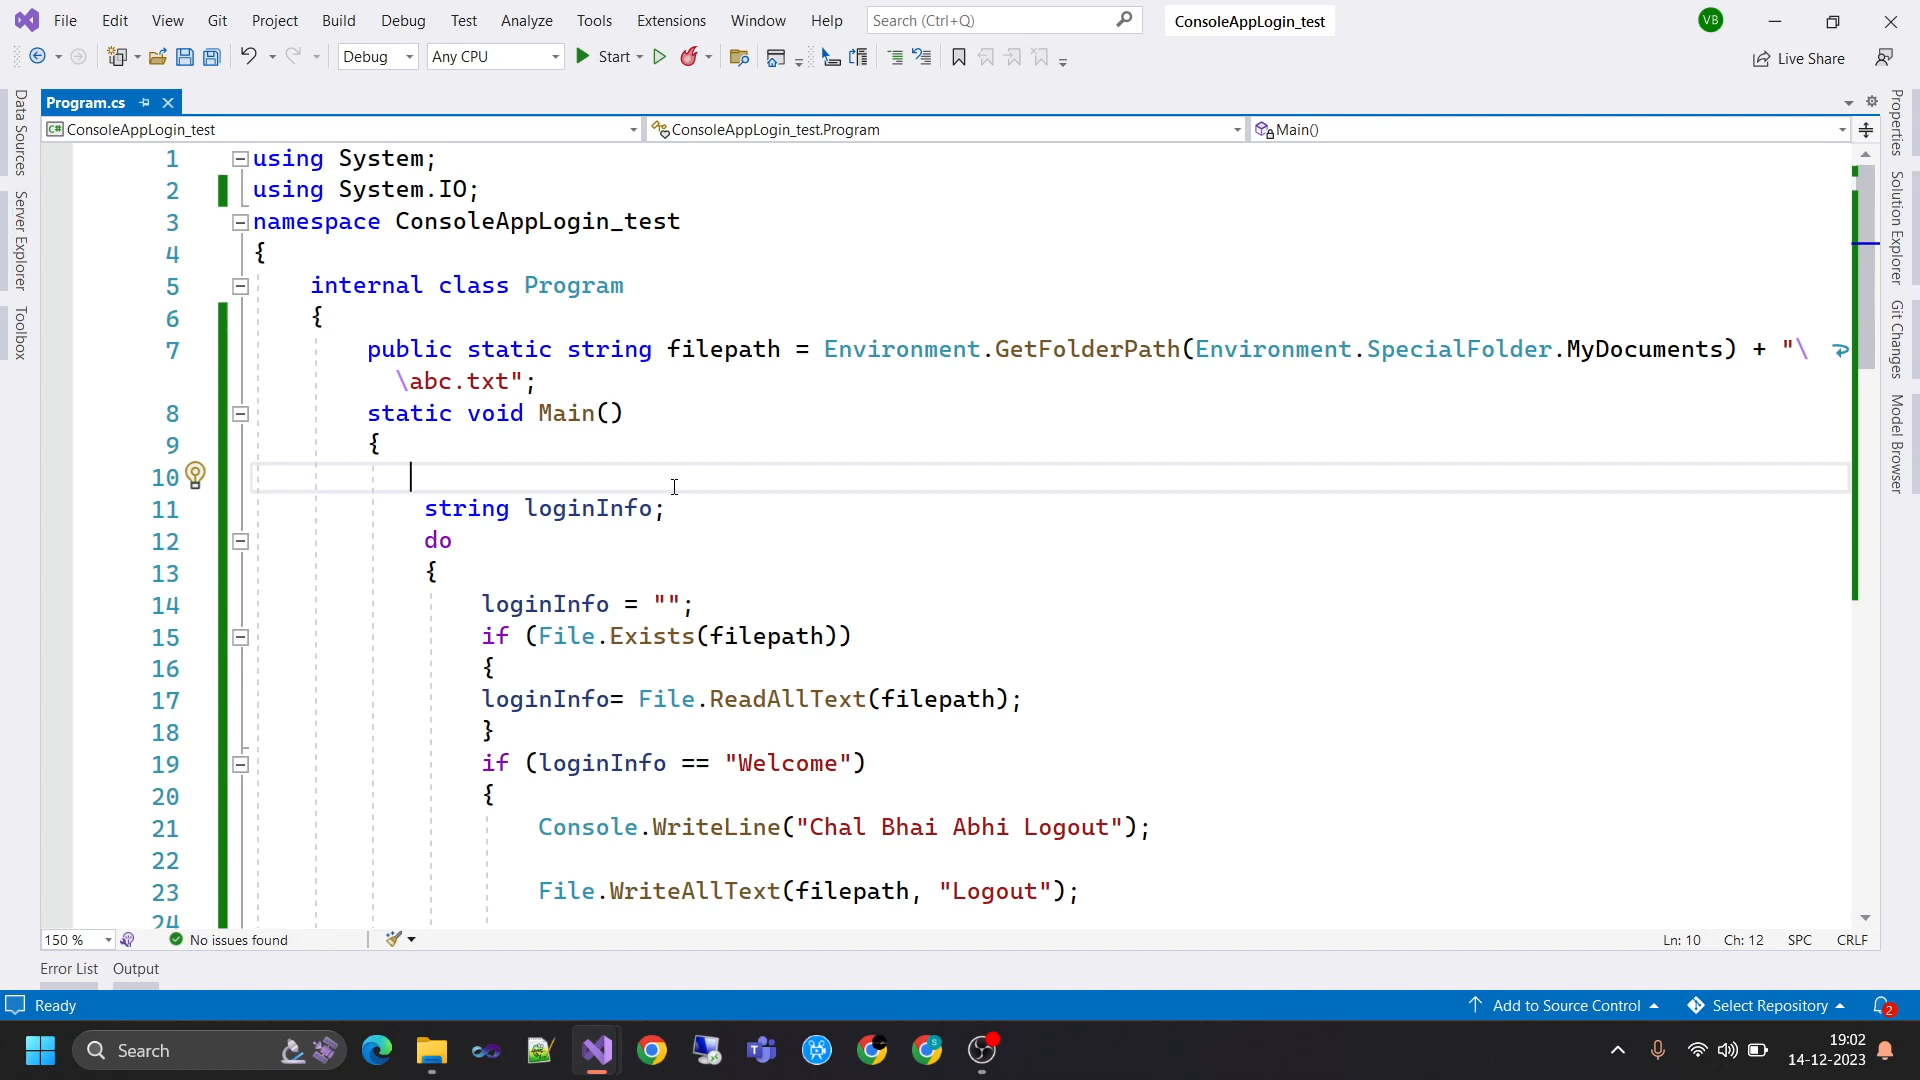 File Edit View Git Project Build Debug Test Analyze Tools Extensions Window Help Search (Ctrl+Q) ConsoleAppLogin_test VB
Debug Any CPU Start Live Share
Program.cs
ConsoleAppLogin_test ConsoleAppLogin_test.Program Main()
Data Sources
Server Explorer
Toolbox
1 using System;
2 using System.IO;
3 namespace ConsoleAppLogin_test
4 {
5 internal class Program
6 {
7 public static string filepath = Environment.GetFolderPath(Environment.SpecialFolder.MyDocuments) + "\
\abc.txt";
8 static void Main()
9 {
10
11 string loginInfo;
12 do
13 {
14 loginInfo = "";
15 if (File.Exists(filepath))
16 {
17 loginInfo= File.ReadAllText(filepath);
18 }
19 if (loginInfo == "Welcome")
20 {
21 Console.WriteLine("Chal Bhai Abhi Logout");
22
23 File.WriteAllText(filepath, "Logout");
24
Properties
Solution Explorer
Git Changes
Model Browser
150 % No issues found Ln: 10 Ch: 12 SPC CRLF
Error List Output
Ready Add to Source Control Select Repository 2
Search 19:02
14-12-2023